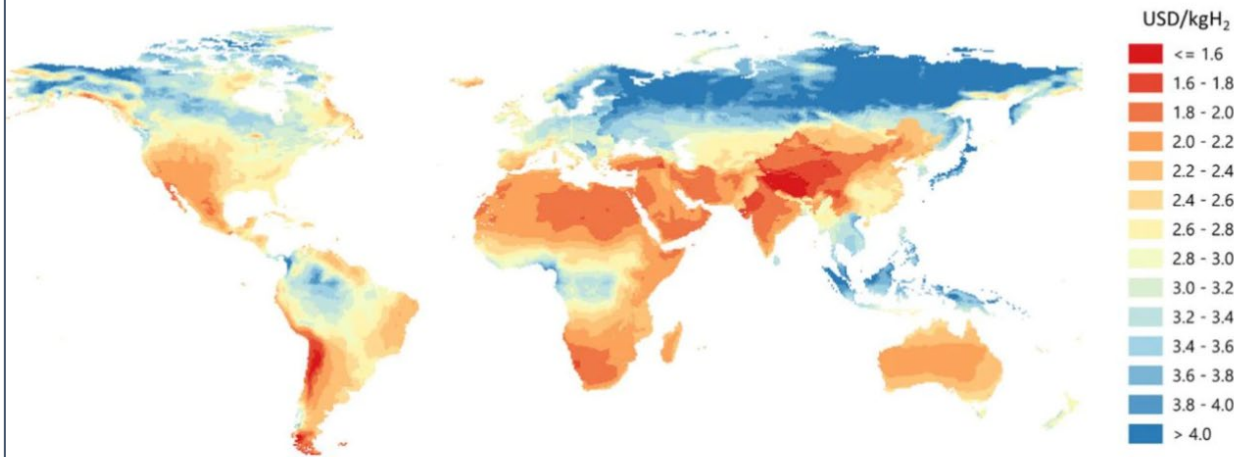 USD/kgH₂
<= 1.6
1.6 - 1.8
1.8 - 2.0
2.0 - 2.2
2.2 - 2.4
2.4 - 2.6
2.6 - 2.8
2.8 - 3.0
3.0 - 3.2
3.2 - 3.4
3.4 - 3.6
3.6 - 3.8
3.8 - 4.0
> 4.0